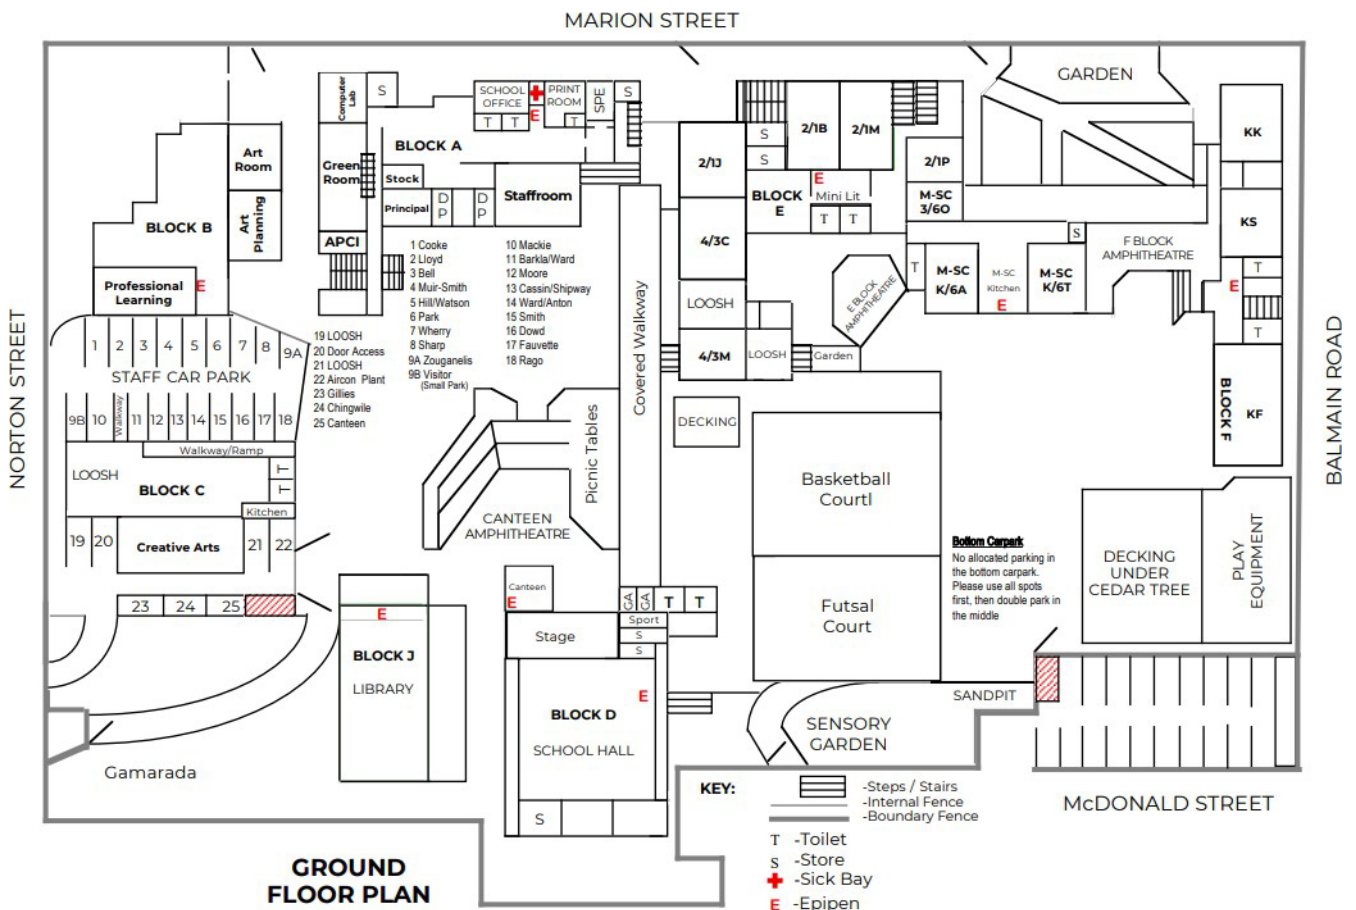 MARION STREET
NORTON STREET
BALMAIN ROAD
McDONALD STREET
Computer
Lab
S
SCHOOL
OFFICE
T T
E
PRINT
ROOM
T
SPE
S
BLOCK A
Green
Room
Stock
Principal
DP
DP
Staffroom
APCI
Art
Room
Art
Planning
BLOCK B
Professional
Learning
E
1 2 3 4 5 6 7 8 9A
STAFF CAR PARK
9B 10 Walkway 11 12 13 14 15 16 17 18
Walkway/Ramp
LOOSH
BLOCK C
T
T
Kitchen
19 20
Creative Arts
21 22
23 24 25
1 Cooke
2 Lloyd
3 Bell
4 Muir-Smith
5 Hill/Watson
6 Park
7 Wherry
8 Sharp
9A Zouganelis
9B Visitor
(Small Park)
10 Mackie
11 Barkla/Ward
12 Moore
13 Cassin/Shipway
14 Ward/Anton
15 Smith
16 Dowd
17 Fauvette
18 Rago
19 LOOSH
20 Door Access
21 LOOSH
22 Aircon Plant
23 Gillies
24 Chingwile
25 Canteen
Covered Walkway
Picnic Tables
CANTEEN
AMPHITHEATRE
Canteen
E
GA
GA
T T
Sport
S
S
Stage
E
BLOCK D
SCHOOL HALL
S
E
BLOCK J
LIBRARY
Gamarada
2/1J
S
S
2/1B
2/1M
E
Mini Lit
T T
BLOCK
E
2/1P
M-SC
3/6O
4/3C
LOOSH
4/3M
LOOSH
Garden
E BLOCK
AMPHITHEATRE
T
M-SC
K/6A
M-SC
Kitchen
E
M-SC
K/6T
S
F BLOCK
AMPHITHEATRE
GARDEN
KK
KS
T
E
T
BLOCK F
KF
DECKING
Basketball
Courtl
Futsal
Court
Bottom Carpark
No allocated parking in
the bottom carpark.
Please use all spots
first, then double park in
the middle
DECKING
UNDER
CEDAR TREE
PLAY
EQUIPMENT
SANDPIT
SENSORY
GARDEN
KEY:
-Steps / Stairs
-Internal Fence
-Boundary Fence
T -Toilet
S -Store
-Sick Bay
E -Epipen
GROUND
FLOOR PLAN